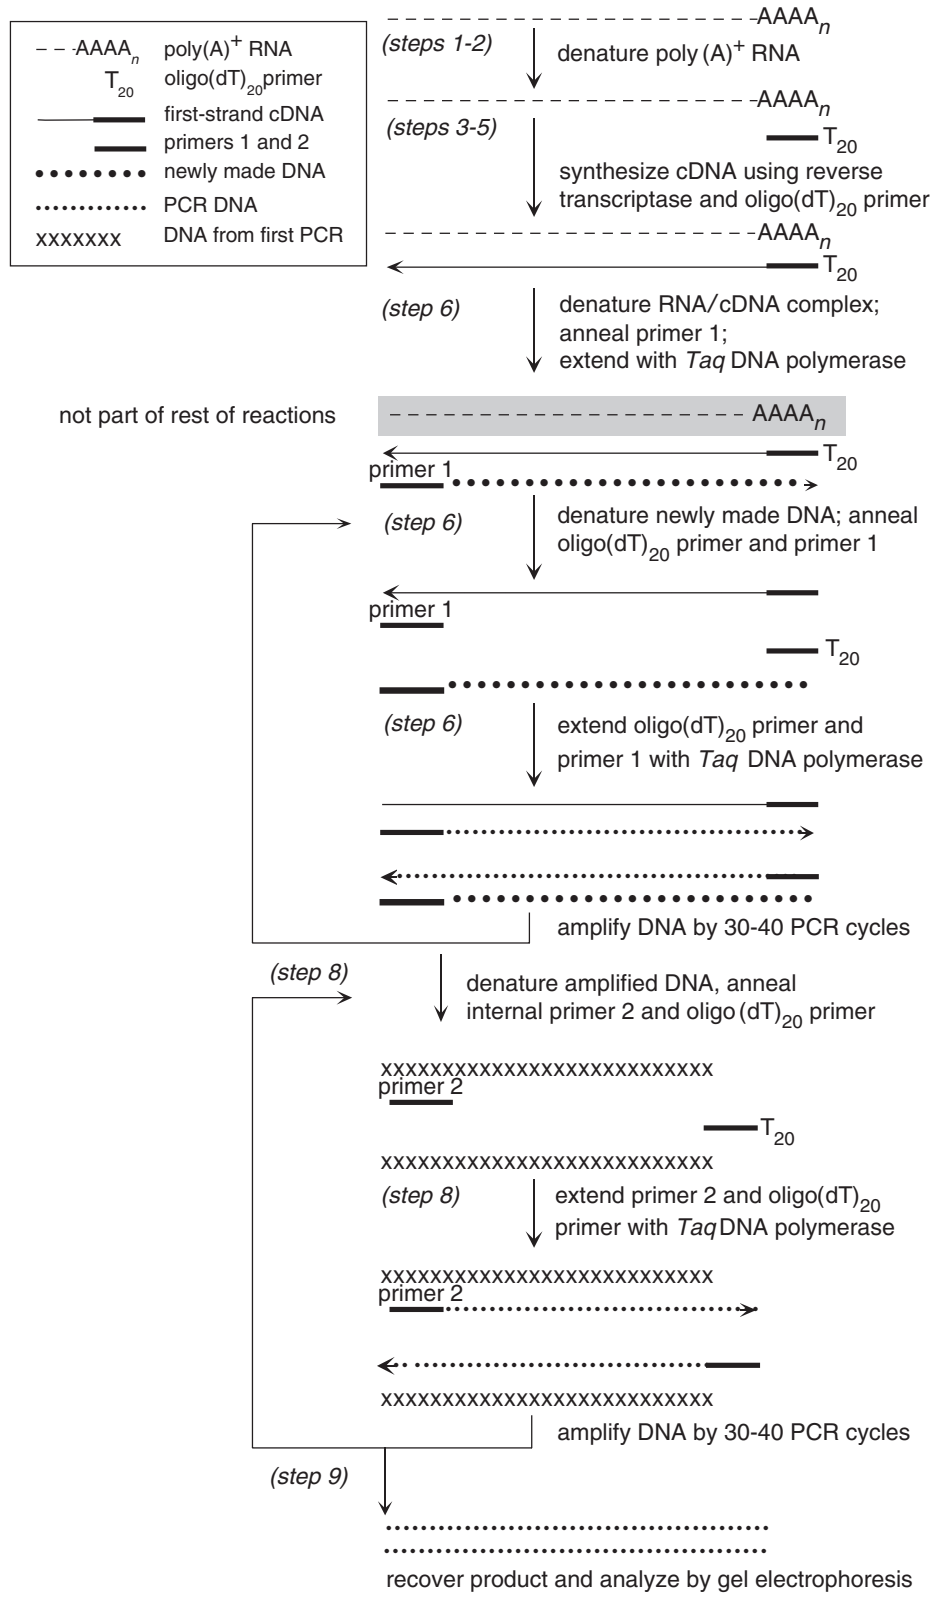 - - -AAAAn poly(A)+ RNA
T20 oligo(dT)20primer
first-strand cDNA
primers 1 and 2
newly made DNA
PCR DNA
xxxxxxx DNA from first PCR
AAAAn
(steps 1-2)
denature poly (A)+ RNA
AAAAn
(steps 3-5)
T20
synthesize cDNA using reverse
transcriptase and oligo(dT)20 primer
AAAAn
T20
(step 6)
denature RNA/cDNA complex;
anneal primer 1;
extend with Taq DNA polymerase
not part of rest of reactions
AAAAn
T20
primer 1
(step 6)
denature newly made DNA; anneal
oligo(dT)20 primer and primer 1
primer 1
T20
(step 6)
extend oligo(dT)20 primer and
primer 1 with Taq DNA polymerase
amplify DNA by 30-40 PCR cycles
(step 8)
denature amplified DNA, anneal
internal primer 2 and oligo (dT)20 primer
xxxxxxxxxxxxxxxxxxxxxxxxxxx
primer 2
T20
xxxxxxxxxxxxxxxxxxxxxxxxxxx
(step 8)
extend primer 2 and oligo(dT)20
primer with Taq DNA polymerase
xxxxxxxxxxxxxxxxxxxxxxxxxxx
primer 2
xxxxxxxxxxxxxxxxxxxxxxxxxxx
amplify DNA by 30-40 PCR cycles
(step 9)
recover product and analyze by gel electrophoresis